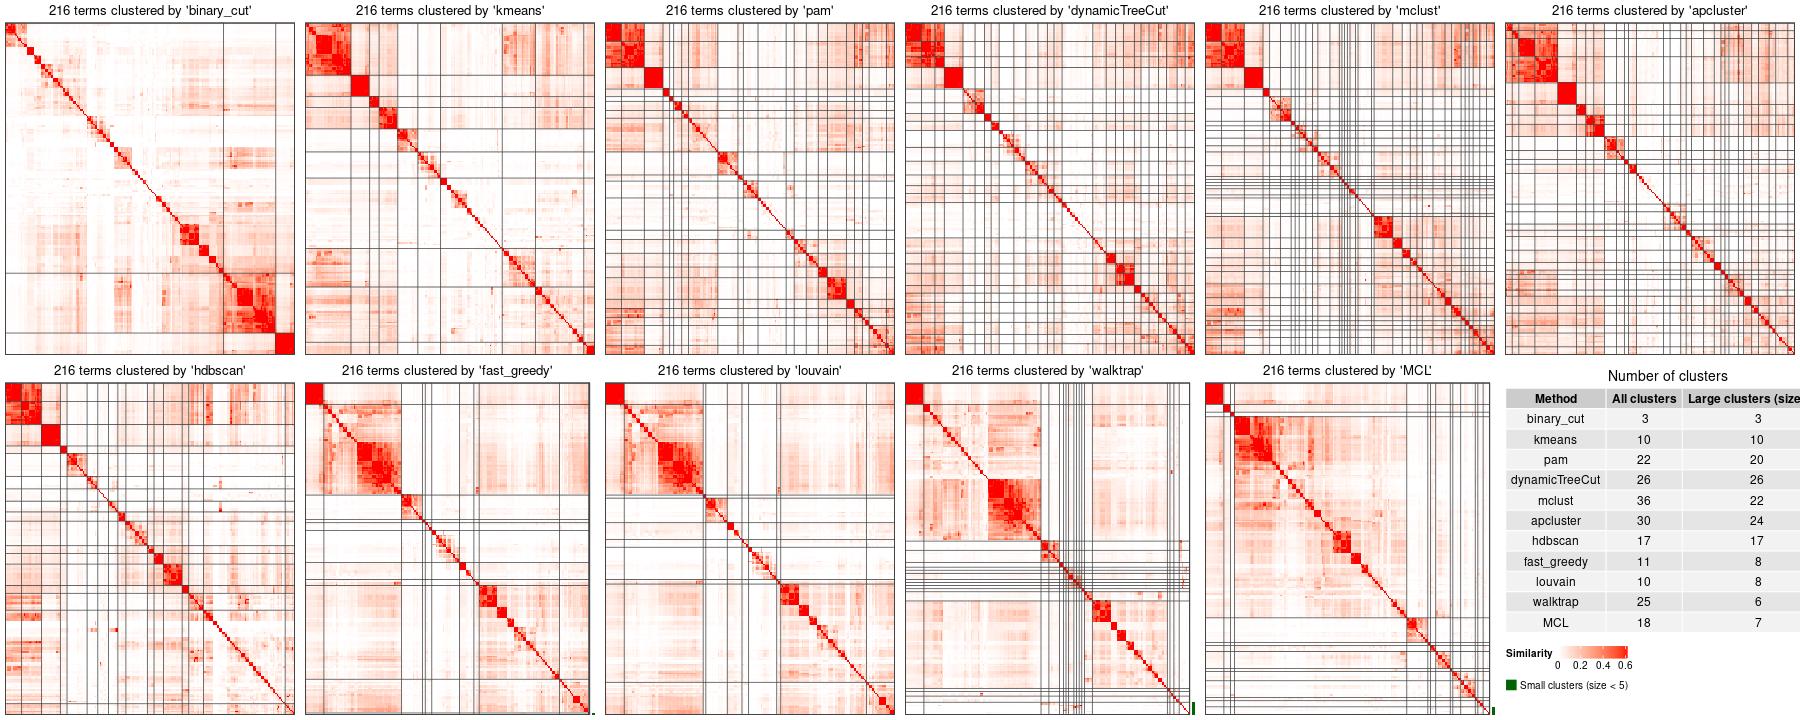 216 terms clustered by 'binary_cut'
216 terms clustered by 'kmeans'
216 terms clustered by 'pam'
216 terms clustered by 'dynamicTreeCut'
216 terms clustered by 'mclust'
216 terms clustered by 'apcluster'
216 terms clustered by 'hdbscan'
216 terms clustered by 'fast_greedy'
216 terms clustered by 'louvain'
216 terms clustered by 'walktrap'
216 terms clustered by 'MCL'
Number of clusters
Method All clusters Large clusters (size
binary_cut 3 3
kmeans 10 10
pam 22 20
dynamicTreeCut 26 26
mclust 36 22
apcluster 30 24
hdbscan 17 17
fast_greedy 11 8
louvain 10 8
walktrap 25 6
MCL 18 7
Similarity
0 0.2 0.4 0.6
Small clusters (size < 5)